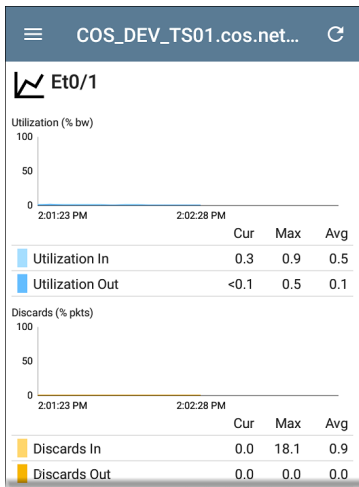 COS_DEV_TS01.cos.net...
Et0/1
Utilization (% bw)
100
50
0
2:01:23 PM 2:02:28 PM
Cur Max Avg
Utilization In 0.3 0.9 0.5
Utilization Out <0.1 0.5 0.1
Discards (% pkts)
100
50
0
2:01:23 PM 2:02:28 PM
Cur Max Avg
Discards In 0.0 18.1 0.9
Discards Out 0.0 0.0 0.0